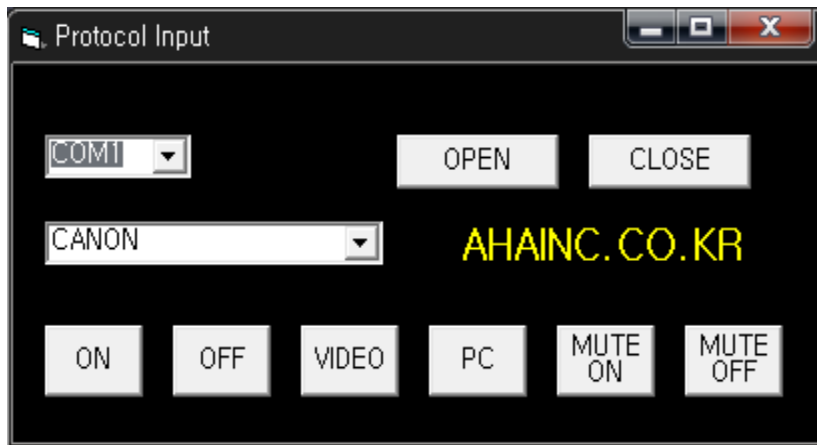 Protocol Input
COM1
OPEN
CLOSE
CANON
AHAINC.CO.KR
ON
OFF
VIDEO
PC
MUTE
ON
MUTE
OFF